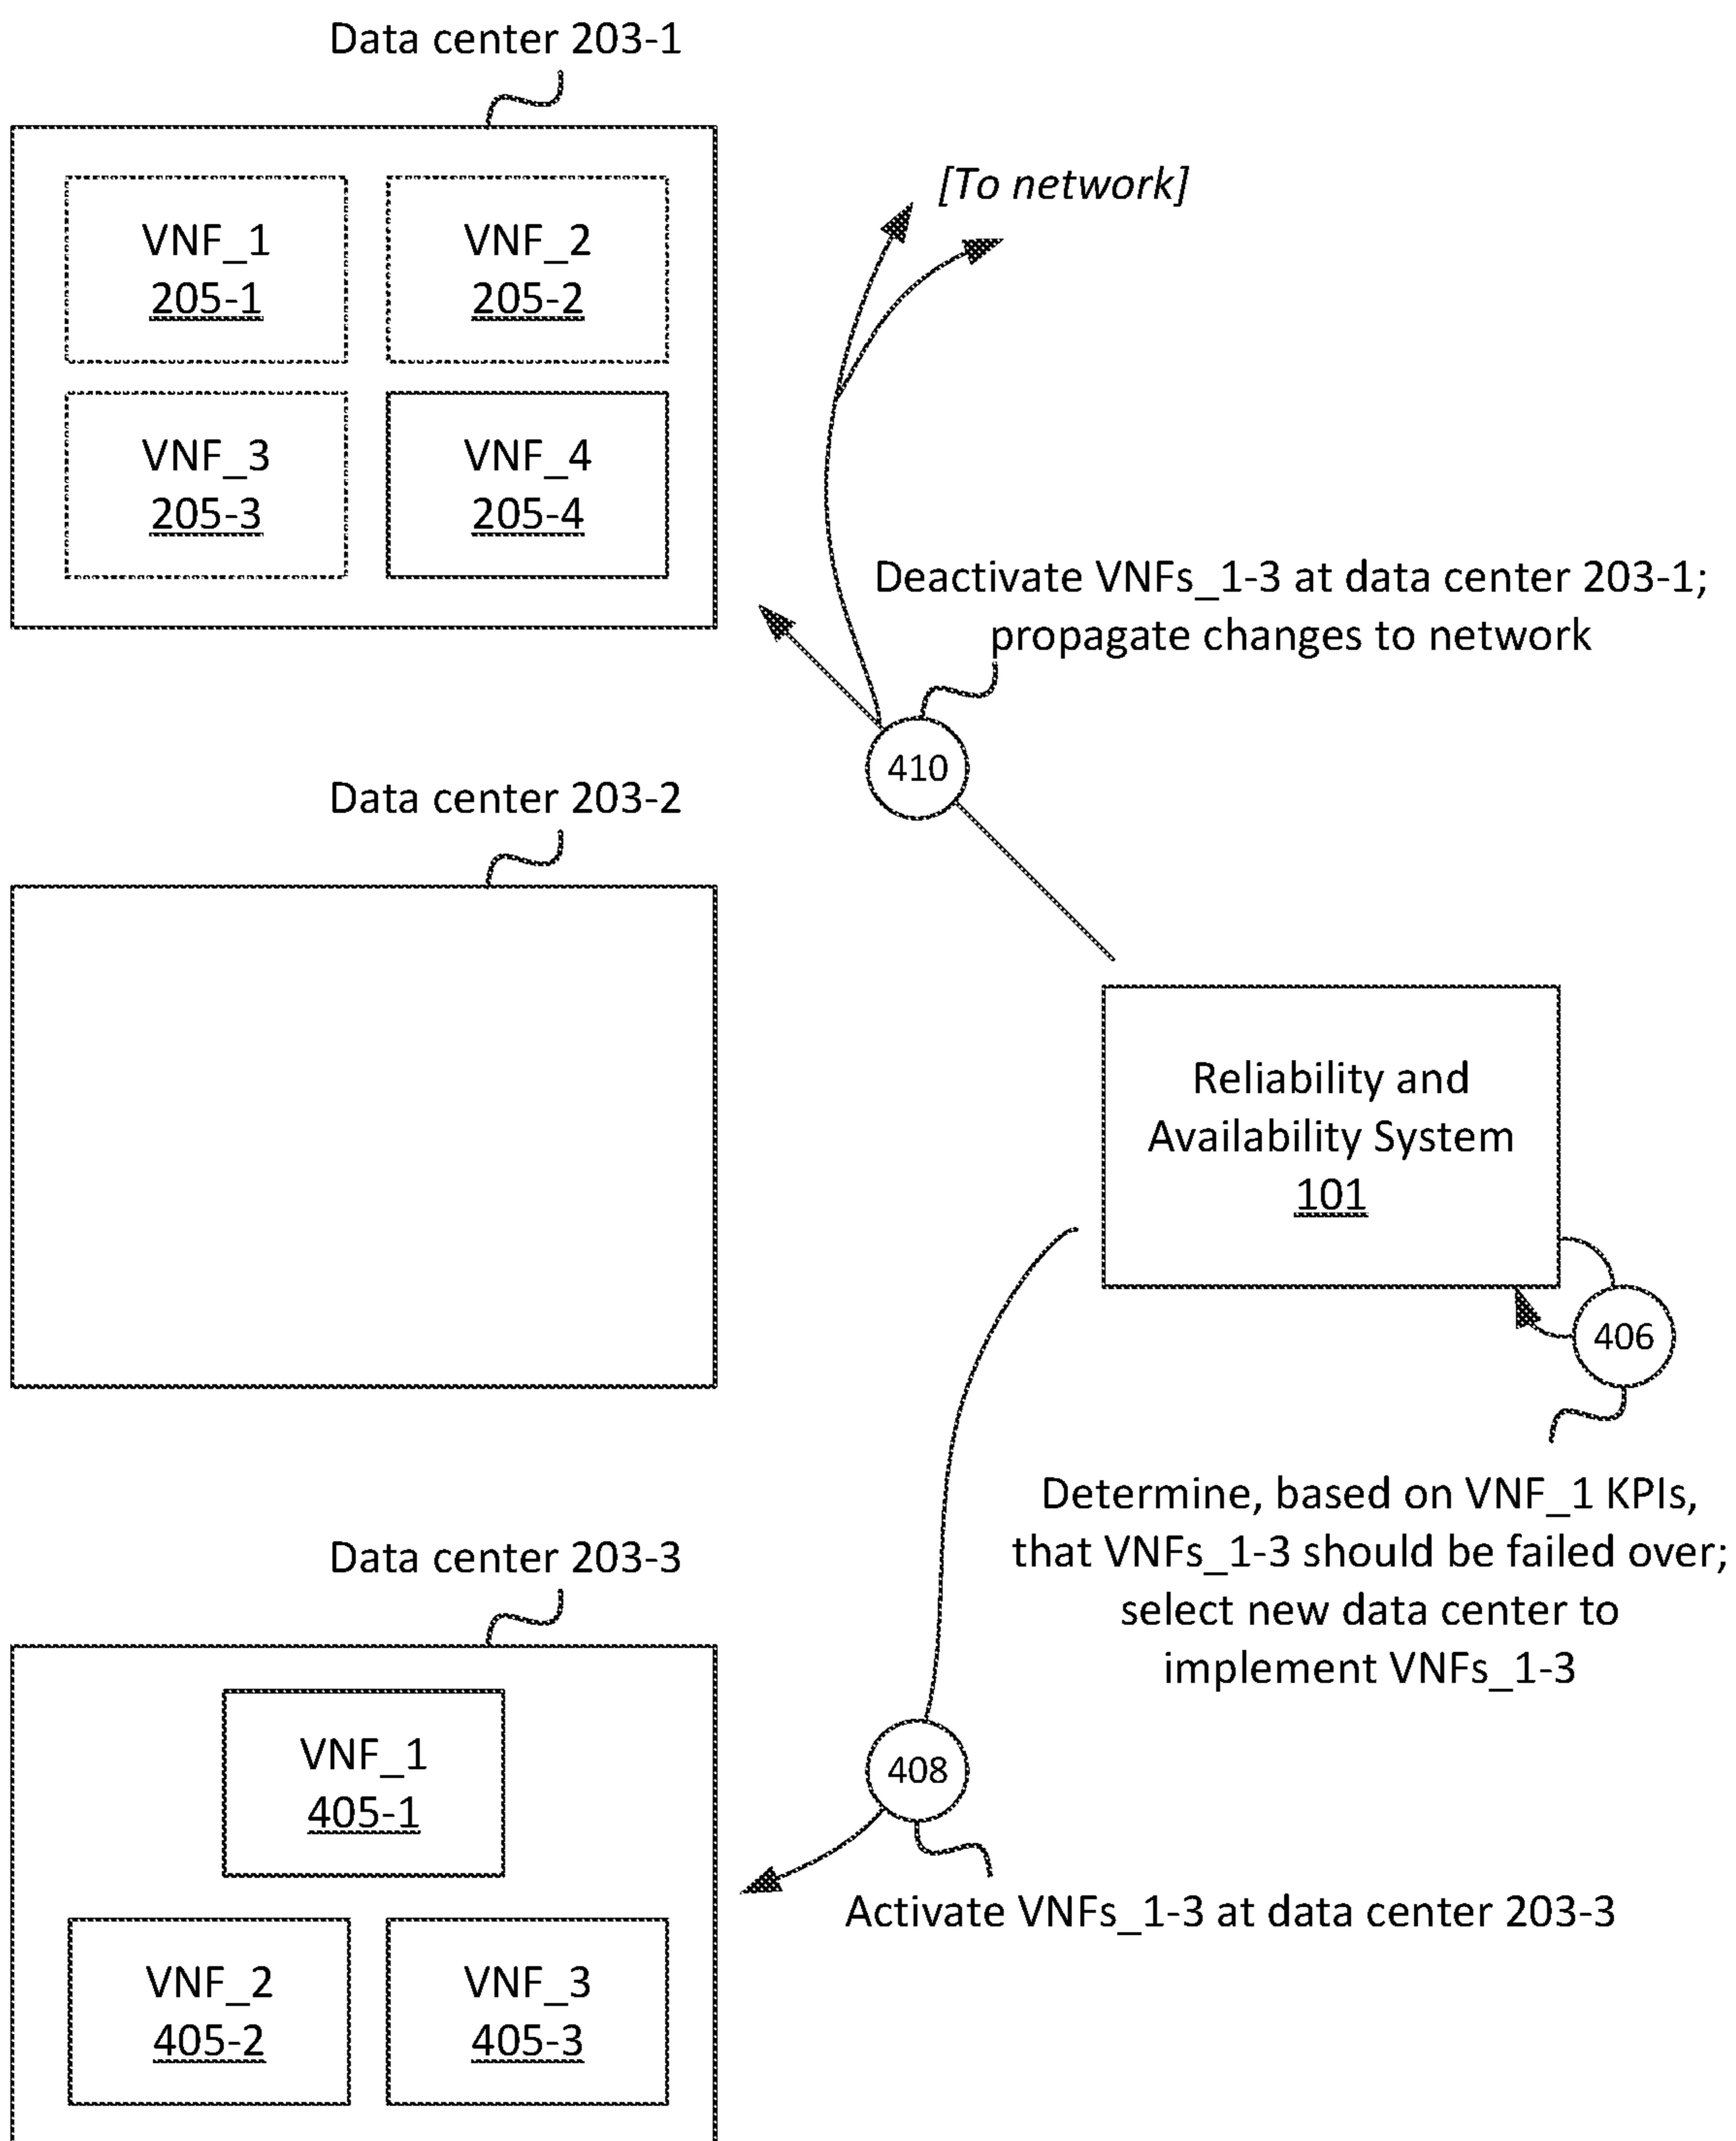 Data center 203-1
VNF_1
205-1
VNF_2
205-2
VNF_3
205-3
VNF_4
205-4
[To network]
Deactivate VNFs_1-3 at data center 203-1;
propagate changes to network
410
Data center 203-2
Reliability and
Availability System
101
406
Determine, based on VNF_1 KPIs,
that VNFs_1-3 should be failed over;
select new data center to
implement VNFs_1-3
Data center 203-3
VNF_1
405-1
VNF_2
405-2
VNF_3
405-3
408
Activate VNFs_1-3 at data center 203-3